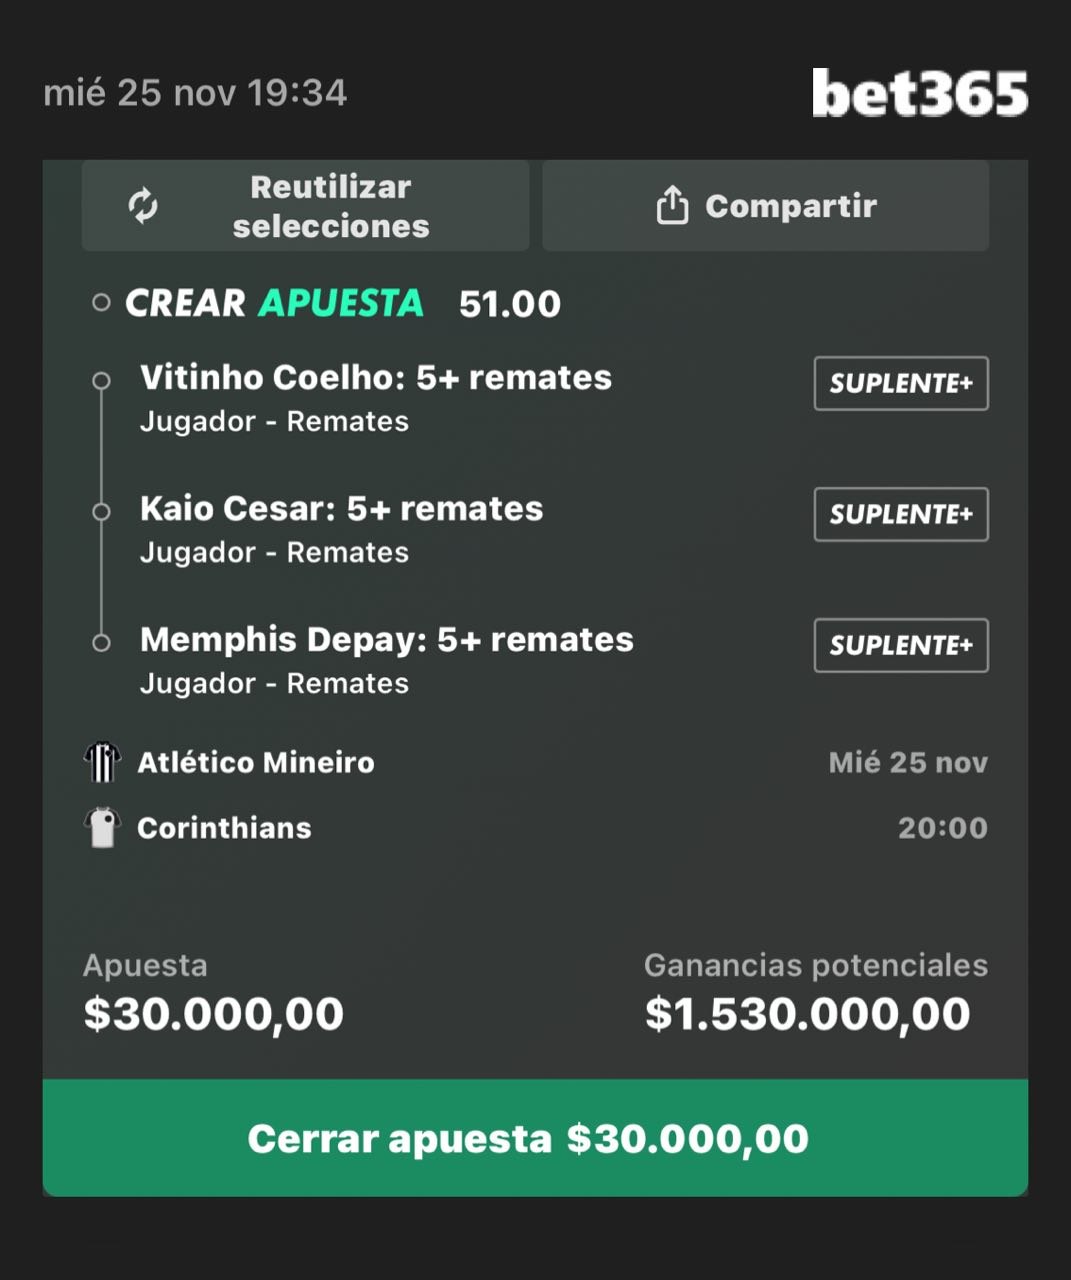 mié 25 nov 19:34
bet365
Reutilizar
selecciones
Compartir
CREAR APUESTA 51.00
Vitinho Coelho: 5+ remates
SUPLENTE+
Jugador - Remates
Kaio Cesar: 5+ remates
SUPLENTE+
Jugador - Remates
Memphis Depay: 5+ remates
SUPLENTE+
Jugador - Remates
Atlético Mineiro
Mié 25 nov
Corinthians
20:00
Apuesta
$30.000,00
Ganancias potenciales
$1.530.000,00
Cerrar apuesta $30.000,00